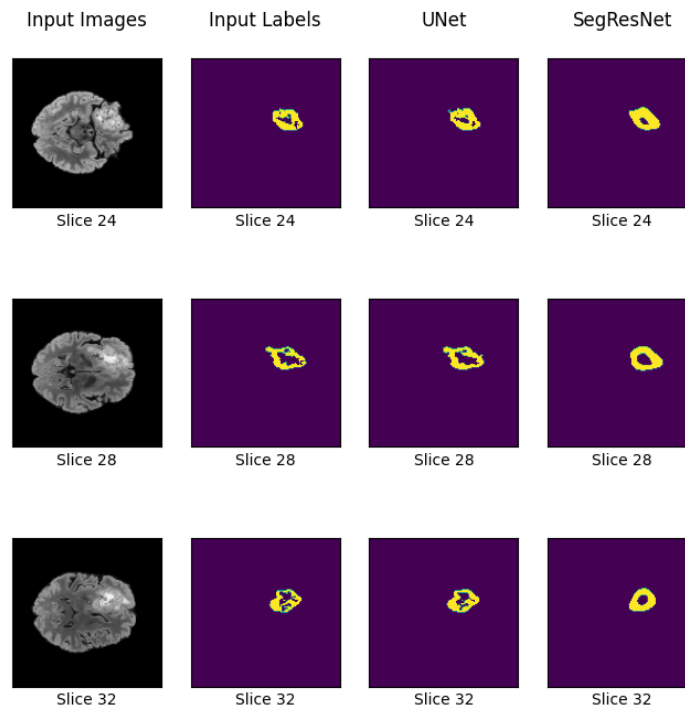 Input Images Input Labels UNet SegResNet
Slice 24 Slice 24 Slice 24 Slice 24
Slice 28 Slice 28 Slice 28 Slice 28
Slice 32 Slice 32 Slice 32 Slice 32